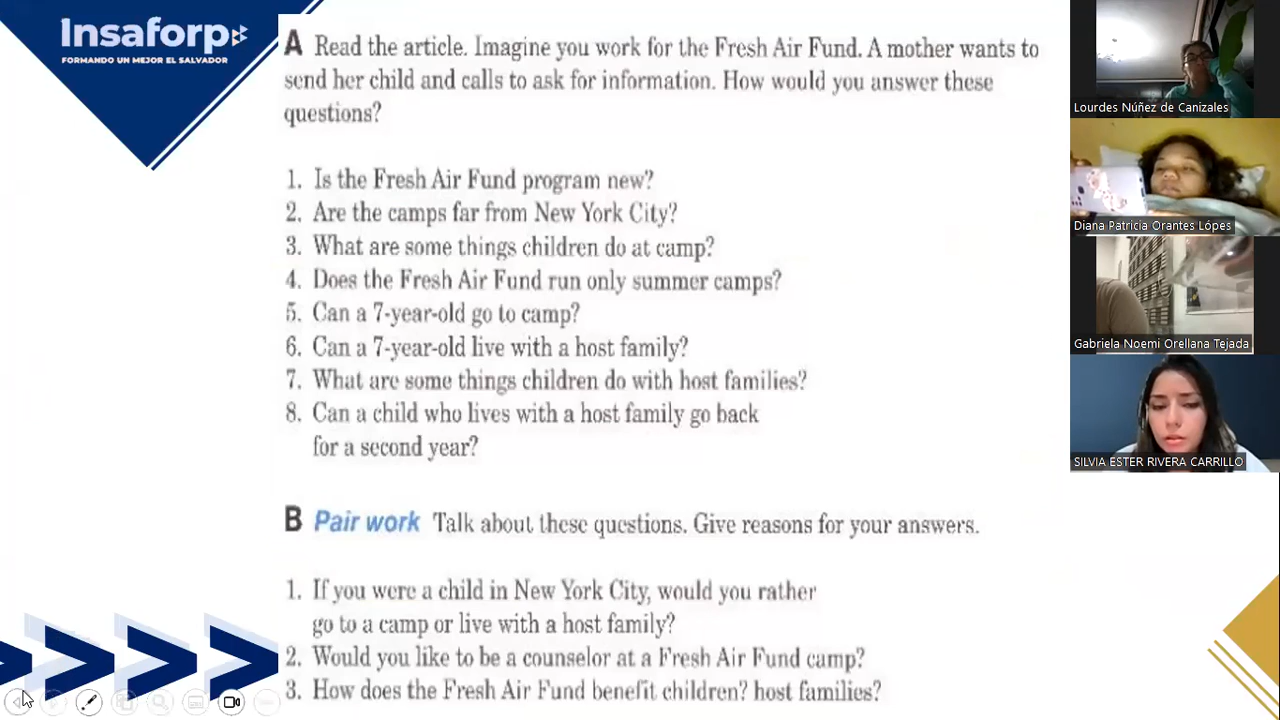 Insaforp
FORMANDO UN MEJOR EL SALVADOR
A Read the article. Imagine you work for the Fresh Air Fund. A mother wants to
send her child and calls to ask for information. How would you answer these
questions?
1. Is the Fresh Air Fund program new?
2. Are the camps far from New York City?
3. What are some things children do at camp?
4. Does the Fresh Air Fund run only summer camps?
5. Can a 7-year-old go to camp?
6. Can a 7-year-old live with a host family?
7. What are some things children do with host families?
8. Can a child who lives with a host family go back
for a second year?
B Pair work Talk about these questions. Give reasons for your answers.
1. If you were a child in New York City, would you rather
go to a camp or live with a host family?
2. Would you like to be a counselor at a Fresh Air Fund camp?
3. How does the Fresh Air Fund benefit children? host families?
Lourdes Núñez de Canizales
Diana Patricia Orantes Lópes
Gabriela Noemi Orellana Tejada
SILVIA ESTER RIVERA CARRILLO